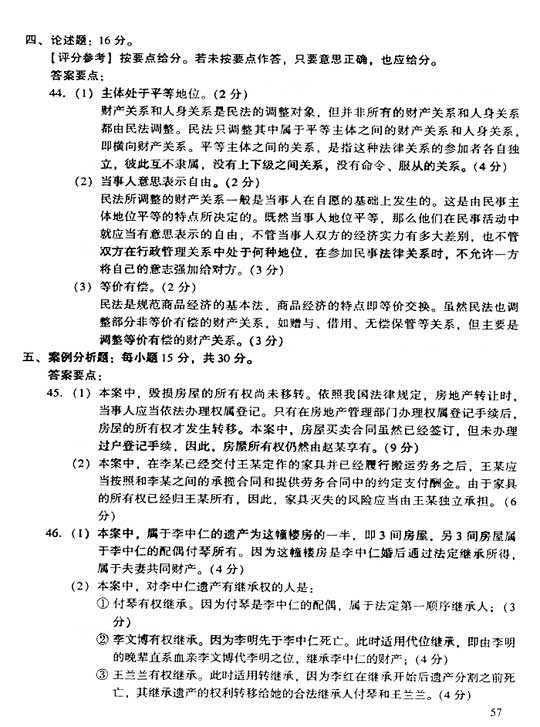 四、论述题：16 分。
【评分参考】按要点给分。若未按要点作答，只要意思正确，也应给分。
答案要点：
44.（1）主体处于平等地位。（2 分）
财产关系和人身关系是民法的调整对象，但并非所有的财产关系和人身关系
都由民法调整。民法只调整其中属于平等主体之间的财产关系和人身关系，
即横向财产关系。平等主体之间的关系，是指这种法律关系的参加者各自独
立，彼此互不隶属，没有上下级之间关系，没有命令、服从的关系。（4 分）
（2）当事人意思表示自由。（2 分）
民法所调整的财产关系一般是当事人在自愿的基础上发生的。这是由民事主
体地位平等的特点所决定的。既然当事人地位平等，那么他们在民事活动中
就应当有意思表示的自由，不管当事人双方的经济实力有多大差别，也不管
双方在行政管理关系中处于何种地位，在参加民事法律关系时，不允许一方
将自己的意志强加给对方。（3 分）
（3）等价有偿。（2 分）
民法是规范商品经济的基本法，商品经济的特点即等价交换。虽然民法也调
整部分非等价有偿的财产关系，如赠与、借用、无偿保管等关系，但主要是
调整等价有偿的财产关系。（3 分）
五、案例分析题：每小题 15 分，共 30 分。
答案要点：
45.（1）本案中，毁损房屋的所有权尚未移转。依照我国法律规定，房地产转让时，
当事人应当依法办理权属登记。只有在房地产管理部门办理权属登记手续后，
房屋的所有权才发生转移。本案中，房屋买卖合同虽然已经签订，但未办理
过户登记手续，因此，房屋所有权仍然由赵某享有。（9 分）
（2）本案中，在李某已经交付王某定作的家具并已经履行搬运劳务之后，王某应
当按照和李某之间的承揽合同和提供劳务合同中的约定支付酬金。由于家具
的所有权已经归王某所有，因此，家具灭失的风险应当由王某独立承担。（6
分）
46.（1）本案中，属于李中仁的遗产为这幢楼房的一半，即 3 间房屋，另 3 间房屋属
于李中仁的配偶付琴所有。因为这幢楼房是李中仁婚后通过法定继承所得，
属于夫妻共同财产。（4 分）
（2）本案中，对李中仁遗产有继承权的人是：
① 付琴有权继承。因为付琴是李中仁的配偶，属于法定第一顺序继承人；（3
分）
② 李文博有权继承。因为李明先于李中仁死亡。此时适用代位继承，即由李明
的晚辈直系血亲李文博代李明之位，继承李中仁的财产；（4 分）
③ 王兰兰有权继承。此时适用转继承，因为李红在继承开始后遗产分割之前死
亡，其继承遗产的权利转移给她的合法继承人付琴和王兰兰。（4 分）
57